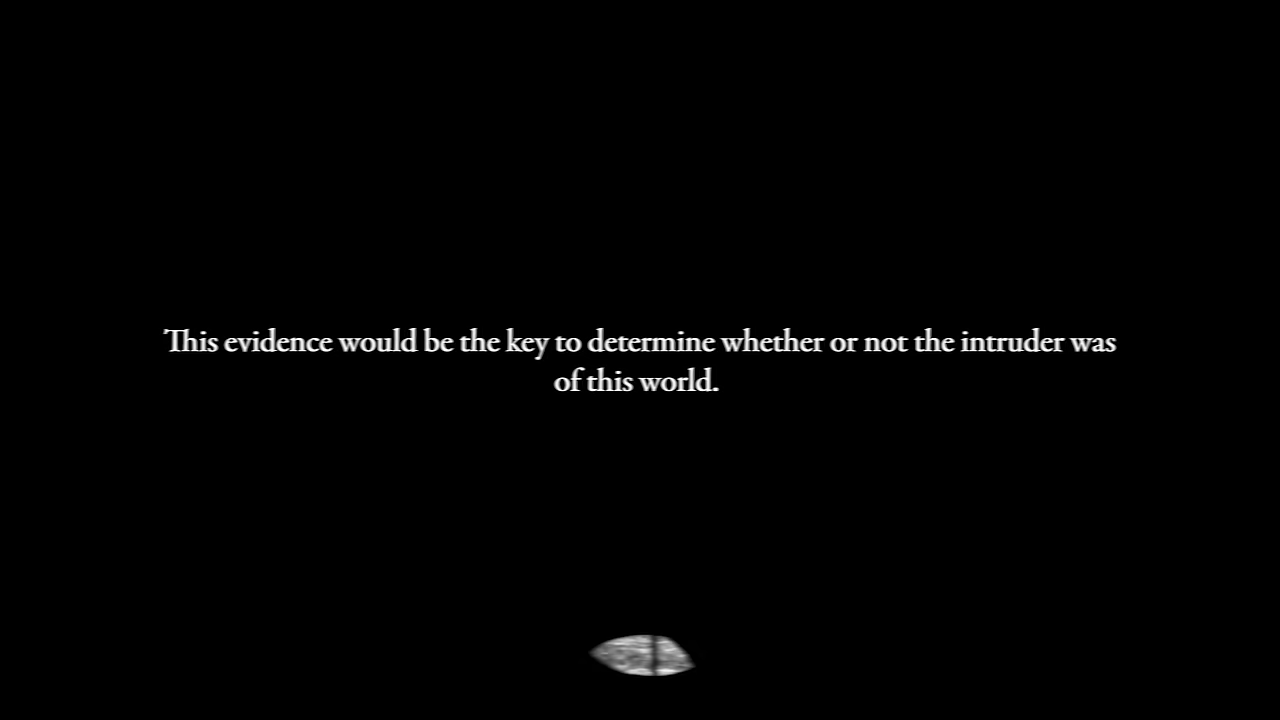 This evidence would be the key to determine whether or not the intruder was
of this world.